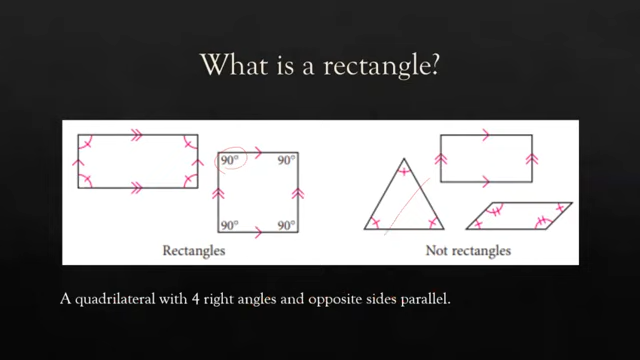 What is a rectangle?
90° 90°
90° 90°
Rectangles
Not rectangles
A quadrilateral with 4 right angles and opposite sides parallel.